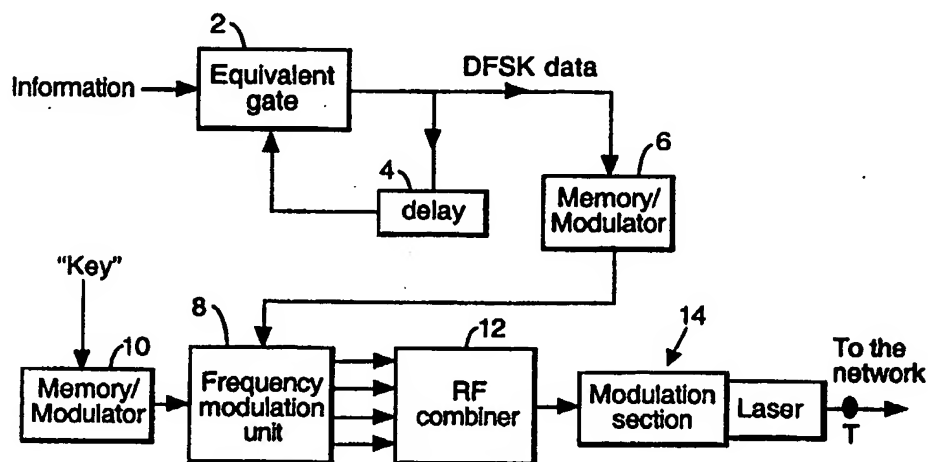 2
Equivalent
gate
Information
DFSK data
4
delay
6
Memory/
Modulator
"Key"
10
Memory/
Modulator
8
Frequency
modulation
unit
12
RF
combiner
14
Modulation
section
Laser
To the
network
T